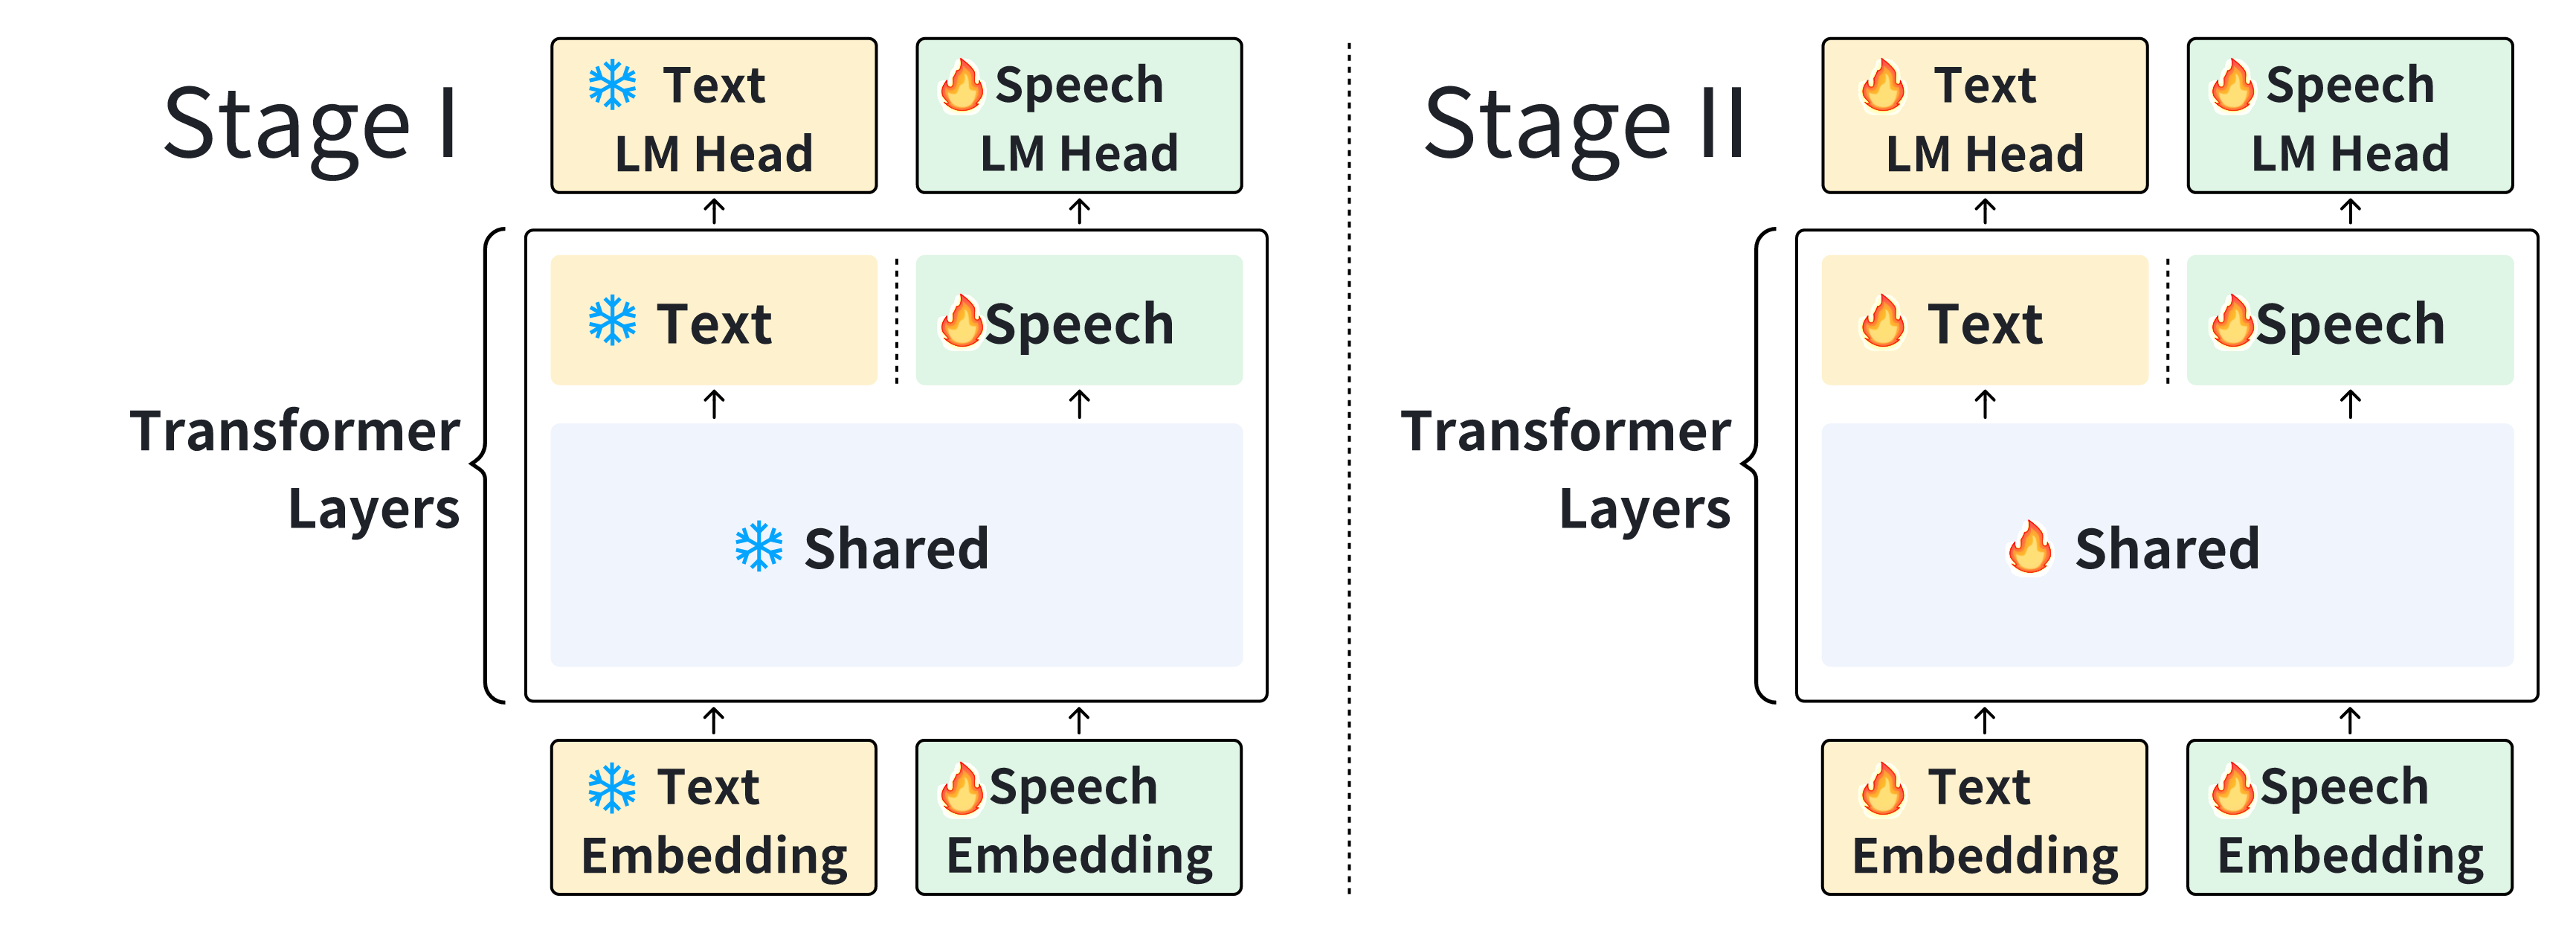 Stage I
Text
LM Head
Speech
LM Head
Transformer
Layers
Text
Speech
Shared
Text
Embedding
Speech
Embedding
Stage II
Text
LM Head
Speech
LM Head
Transformer
Layers
Text
Speech
Shared
Text
Embedding
Speech
Embedding